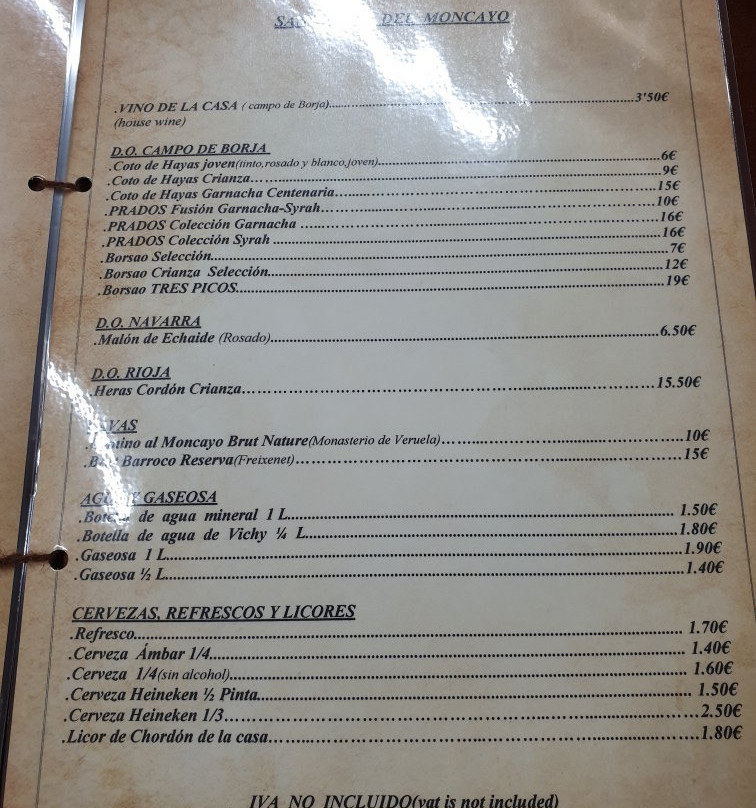 DEL MONCAYO
.VINO DE LA CASA ( campo de Borja)....................3'50€
(house wine)
D.O. CAMPO DE BORJA
.Coto de Hayas joven(tinto,rosado y blanco,joven)....................6€
.Coto de Hayas Crianza....................9€
.Coto de Hayas Garnacha Centenaria....................15€
.PRADOS Fusión Garnacha-Syrah....................10€
.PRADOS Colección Garnacha ....................16€
.PRADOS Colección Syrah ....................16€
.Borsao Selección....................7€
.Borsao Crianza Selección....................12€
.Borsao TRES PICOS....................19€
D.O. NAVARRA
.Malón de Echaide (Rosado)....................6.50€
D.O. RIOJA
.Heras Cordón Crianza....................15.50€
al Moncayo Brut Nature(Monasterio de Veruela)....................10€
Barroco Reserva(Freixenet)....................15€
GASEOSA
.Botella de agua mineral 1 L.................... 1.50€
.Botella de agua de Vichy ¼ L.................... 1.80€
.Gaseosa 1 L....................1.90€
.Gaseosa ½ L....................1.40€
CERVEZAS, REFRESCOS Y LICORES
.Refresco.................... 1.70€
.Cerveza Ámbar 1/4.................... 1.40€
.Cerveza 1/4(sin alcohol).................... 1.60€
.Cerveza Heineken ½ Pinta.................... 1.50€
.Cerveza Heineken 1/3....................2.50€
.Licor de Chordón de la casa....................1.80€
IVA NO INCLUIDO(vat is not included)